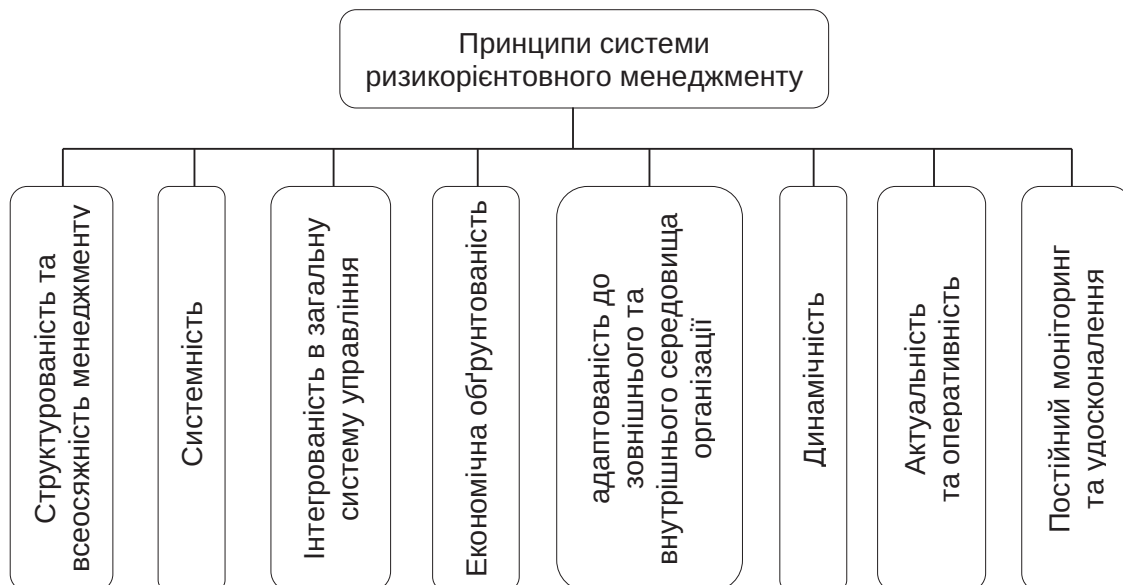 Принципи системи
ризикорієнтовного менеджменту
Структурованість та
всеосяжність менеджменту
Системність
Інтегрованість в загальну
систему управління
Економічна обґрунтованість
адаптованість до
зовнішнього та
внутрішнього середовища
організації
Динамічність
Актуальність
та оперативність
Постійний моніторинг
та удосконалення